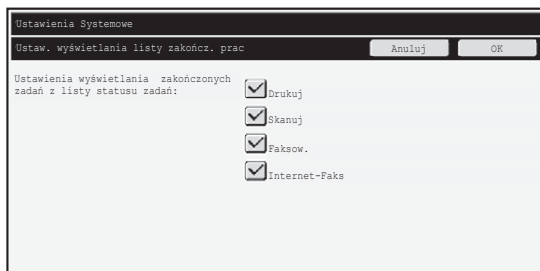 Ustawienia Systemowe
Ustaw. wyświetlania listy zakończ. prac
Anuluj
OK
Ustawienia wyświetlania zakończonych
zadań z listy statusu zadań:
Drukuj
Skanuj
Faksow.
Internet-Faks